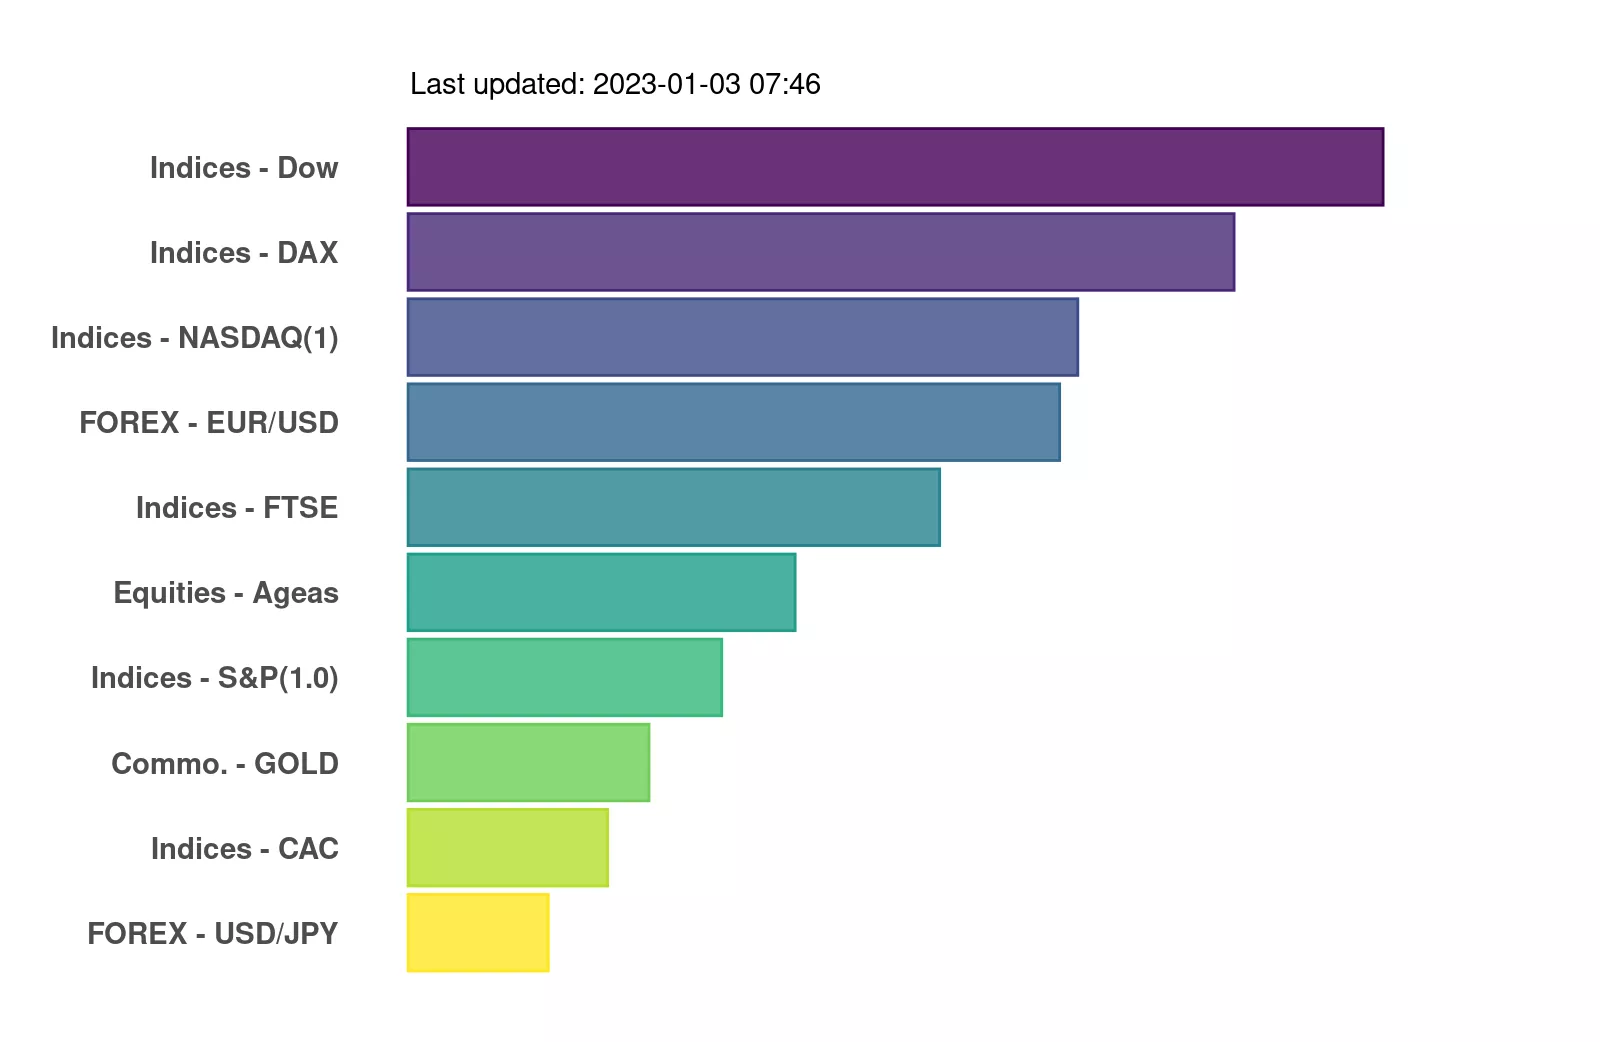 Last updated: 2023-01-03 07:46
Indices - Dow
Indices - DAX
Indices - NASDAQ(1)
FOREX - EUR/USD
Indices - FTSE
Equities - Ageas
Indices - S&P(1.0)
Commo. - GOLD
Indices - CAC
FOREX - USD/JPY